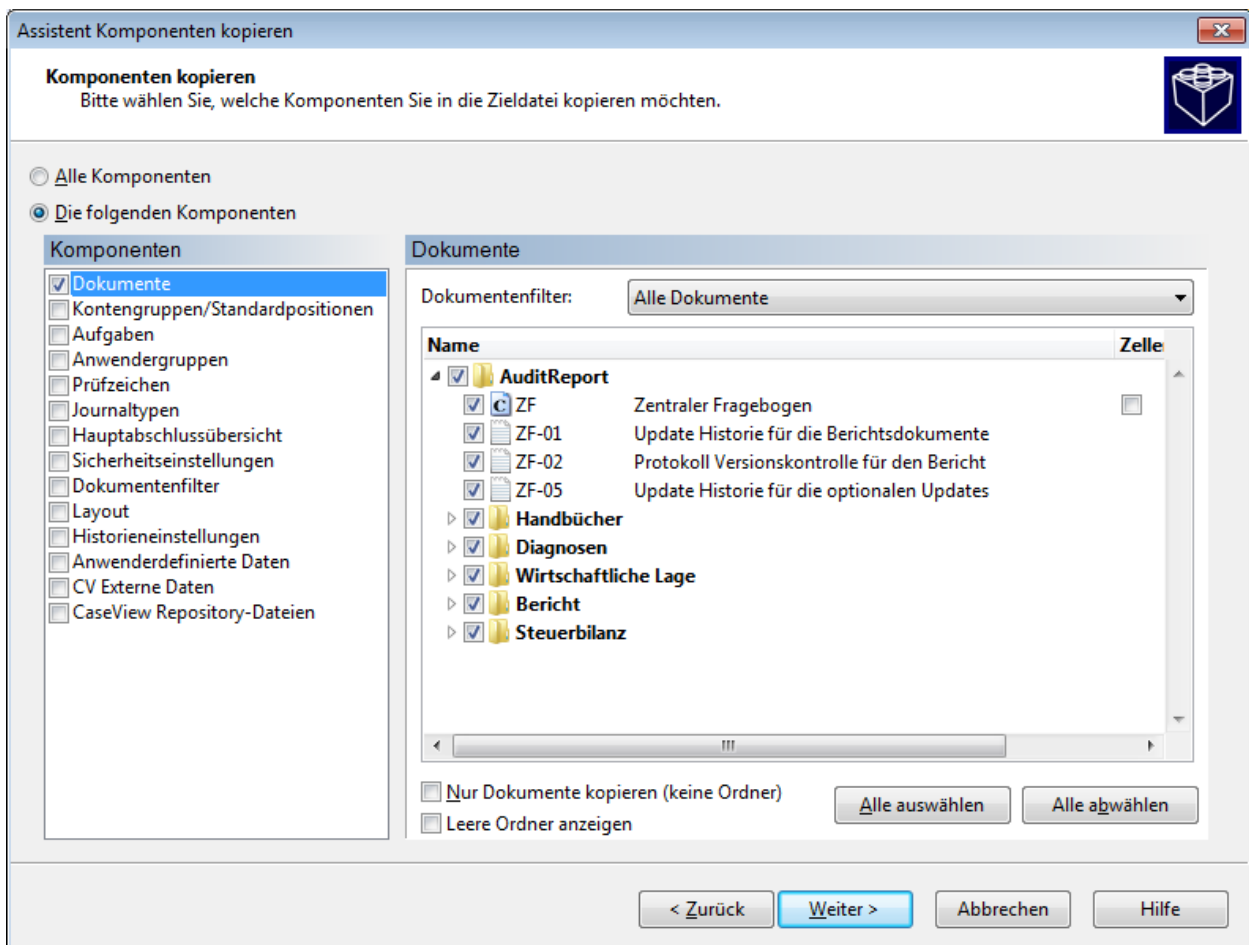 Assistent Komponenten kopieren
Komponenten kopieren
Bitte wählen Sie, welche Komponenten Sie in die Zieldatei kopieren möchten.
Alle Komponenten
Die folgenden Komponenten
Komponenten
Dokumente
Kontengruppen/Standardpositionen
Aufgaben
Anwendergruppen
Prüfzeichen
Journaltypen
Hauptabschlussübersicht
Sicherheitseinstellungen
Dokumentenfilter
Layout
Historieneinstellungen
Anwenderdefinierte Daten
CV Externe Daten
CaseView Repository-Dateien
Dokumente
Dokumentenfilter: Alle Dokumente
Name Zeller
AuditReport
ZF Zentraler Fragebogen
ZF-01 Update Historie für die Berichtsdokumente
ZF-02 Protokoll Versionskontrolle für den Bericht
ZF-05 Update Historie für die optionalen Updates
Handbücher
Diagnosen
Wirtschaftliche Lage
Bericht
Steuerbilanz
Nur Dokumente kopieren (keine Ordner)
Leere Ordner anzeigen
Alle auswählen Alle abwählen
< Zurück Weiter > Abbrechen Hilfe